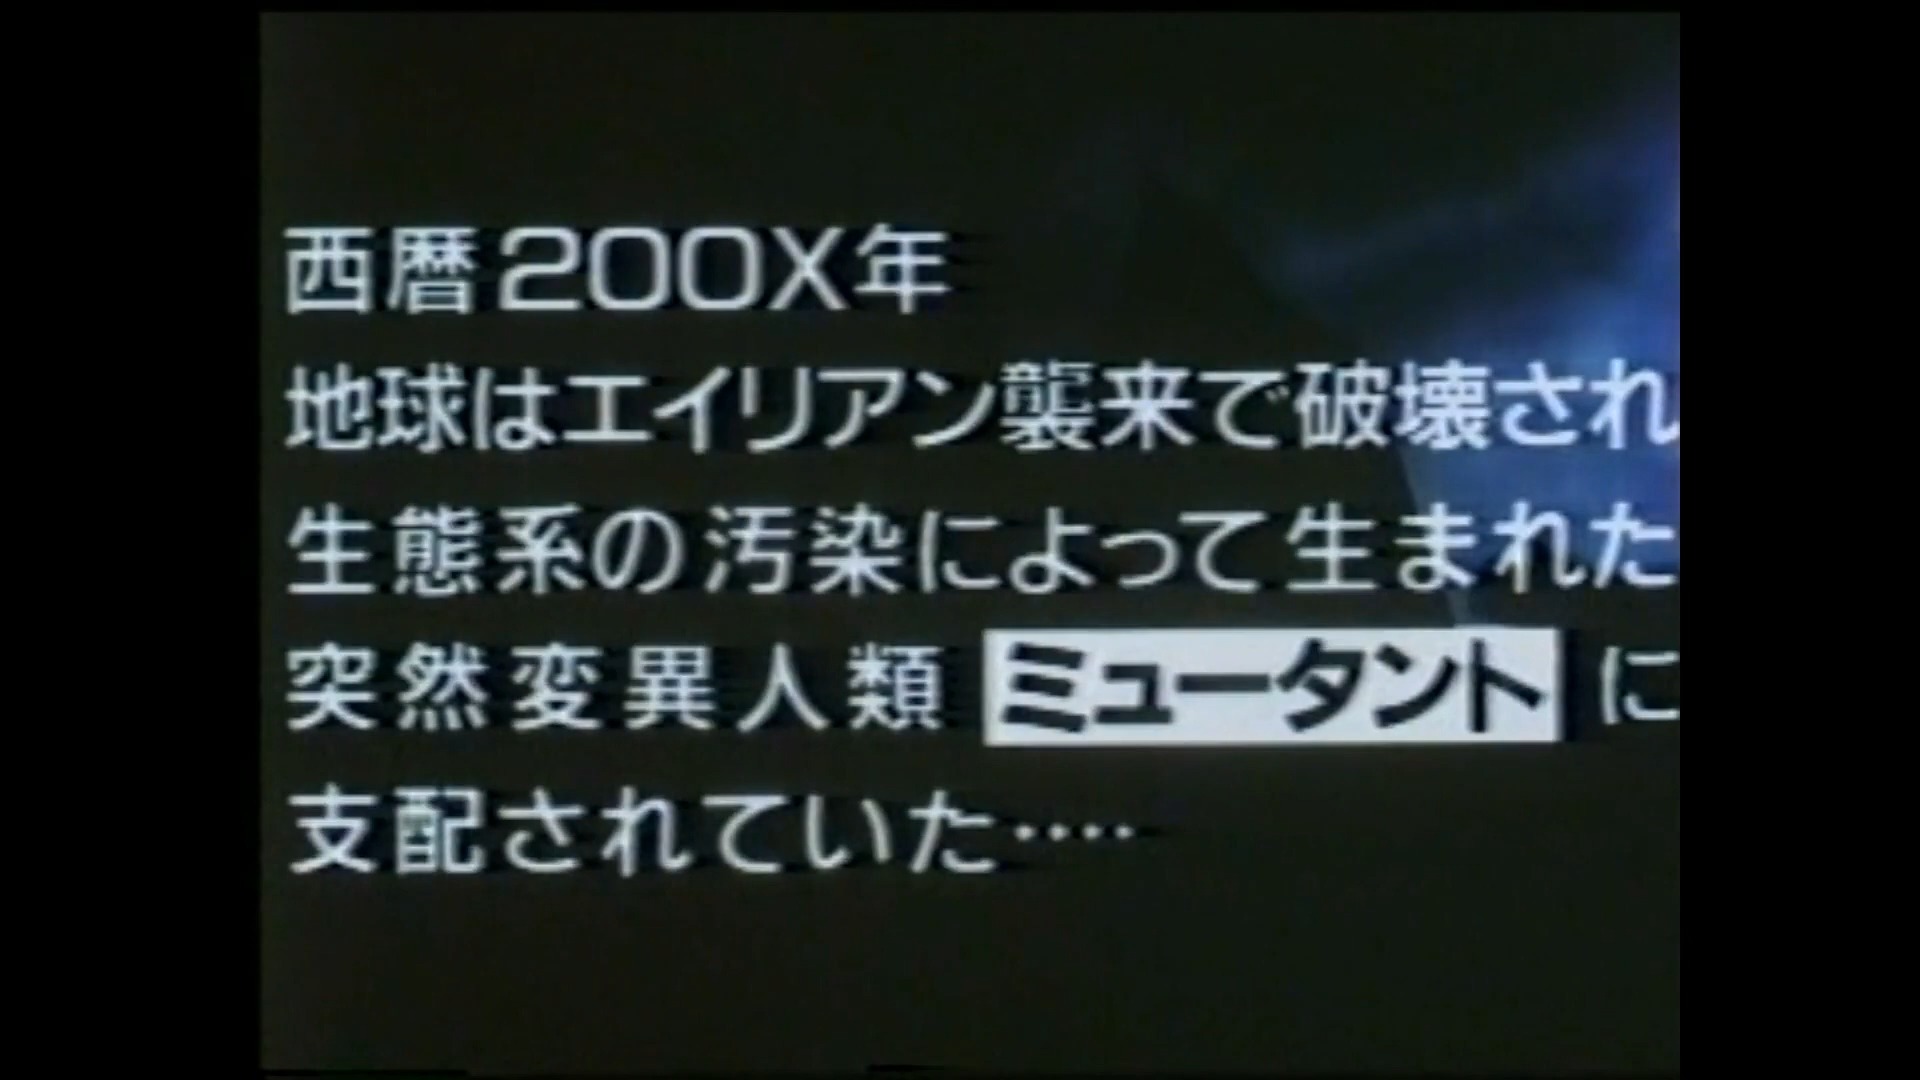 西暦200X年
地球はエイリアン襲来で破壊され
生態系の汚染によって生まれた
突然変異人類 ミュータント に
支配されていた‥‥